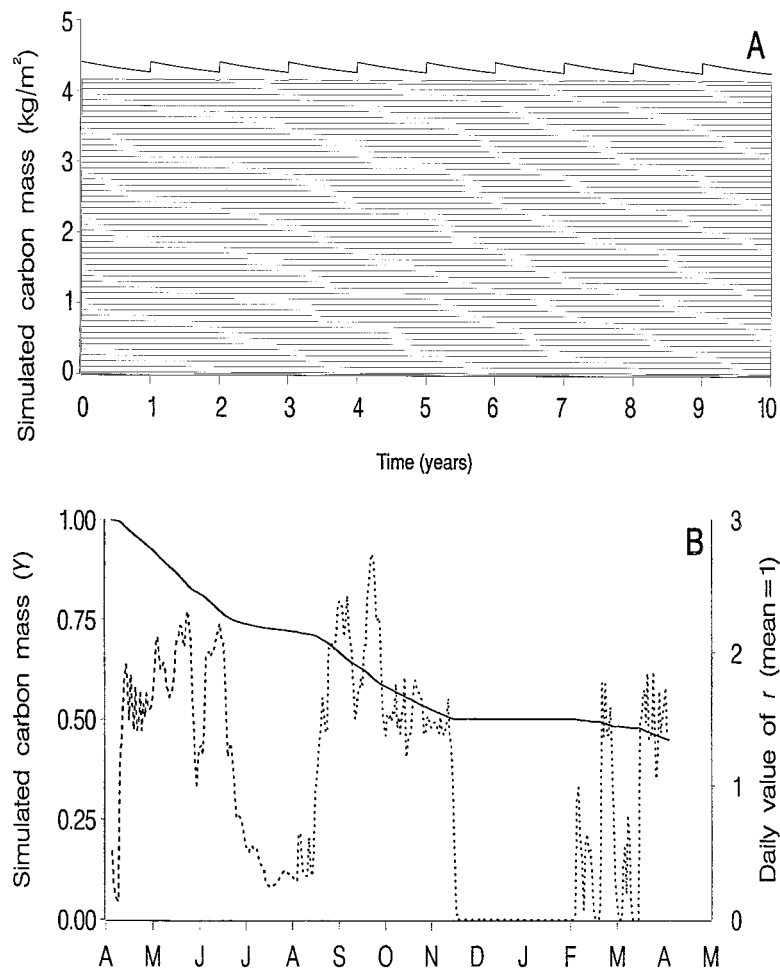 A
Simulated carbon mass (kg/m²)
5
4
3
2
1
0
0 1 2 3 4 5 6 7 8 9 10
Time (years)
B
Simulated carbon mass (Y)
1.00
0.75
0.50
0.25
0.00
3
2
1
0
Daily value of r (mean=1)
A M J J A S O N D J F M A M